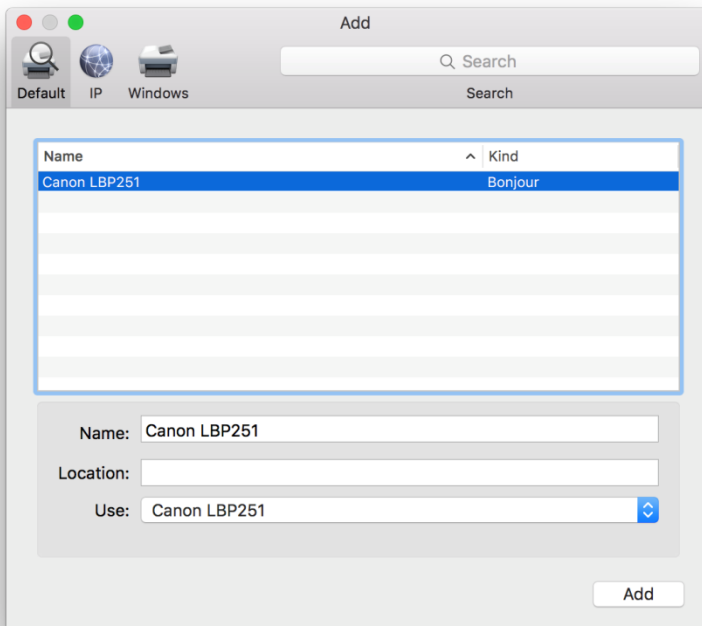 Add
Default IP Windows
Search
Search
Name Kind
Canon LBP251 Bonjour
Name: Canon LBP251
Location:
Use: Canon LBP251
Add